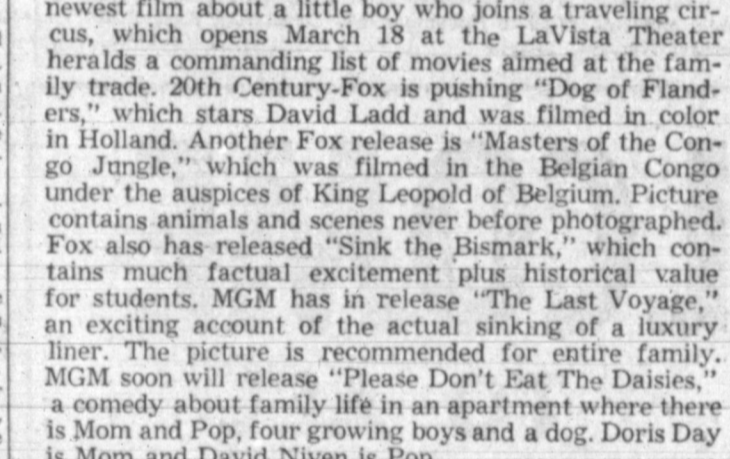 newest film about a little boy who joins a traveling cir-
cus, which opens March 18 at the LaVista Theater
heralds a commanding list of movies aimed at the fam-
ily trade. 20th Century-Fox is pushing "Dog of Fland-
ers," which stars David Ladd and was filmed in color
in Holland. Another Fox release is "Masters of the Con-
go Jungle," which was filmed in the Belgian Congo
under the auspices of King Leopold of Belgium. Picture
contains animals and scenes never before photographed.
Fox also has released "Sink the Bismark," which con-
tains much factual excitement plus historical value
for students. MGM has in release "The Last Voyage,"
an exciting account of the actual sinking of a luxury
liner. The picture is recommended for entire family.
MGM soon will release "Please Don't Eat The Daisies,"
a comedy about family life in an apartment where there
is Mom and Pop, four growing boys and a dog. Doris Day
is Mom and David Niven is Pop.